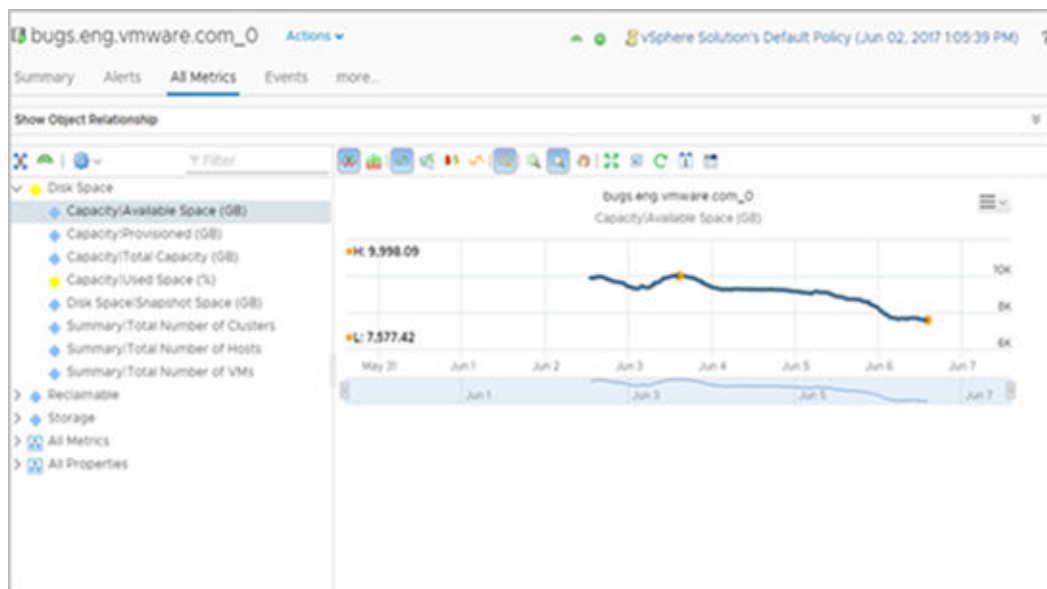 bugs.eng.vmware.com_0 Actions vSphere Solution's Default Policy (Jun 02, 2017 1:05:39 PM) ?
Summary Alerts All Metrics Events more...
Show Object Relationship
Filter
Disk Space
Capacity|Available Space (GB)
Capacity|Provisioned (GB)
Capacity|Total Capacity (GB)
Capacity|Used Space (%)
Disk Space|Snapshot Space (GB)
Summary|Total Number of Clusters
Summary|Total Number of Hosts
Summary|Total Number of VMs
Reclaimable
Storage
All Metrics
All Properties
bugs.eng.vmware.com_0
Capacity|Available Space (GB)
H: 9,998.09
10K
8K
L: 7,577.42
6K
May 31 Jun 1 Jun 2 Jun 3 Jun 4 Jun 5 Jun 6 Jun 7
Jun 1 Jun 3 Jun 5 Jun 7